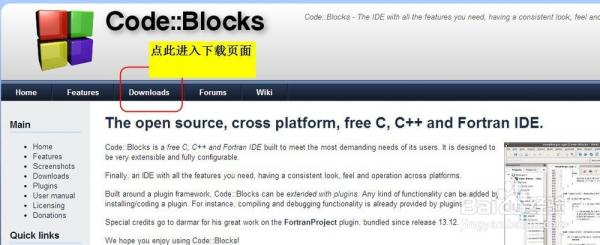 Code::Blocks
Code::Blocks - The IDE with all the features you need, having a consistent look, feel and
点此进入下载页面
Home Features Downloads Forums Wiki
Main
Home
Features
Screenshots
Downloads
Plugins
User manual
Licensing
Donations
Quick links
The open source, cross platform, free C, C++ and Fortran IDE.
Code::Blocks is a free C, C++ and Fortran IDE built to meet the most demanding needs of its users. It is designed
to be very extensible and fully configurable.
Finally, an IDE with all the features you need, having a consistent look, feel and operation across platforms.
Built around a plugin framework, Code::Blocks can be extended with plugins. Any kind of functionality can be added by
installing/coding a plugin. For instance, compiling and debugging functionality is already provided by plugins
Special credits go to darmar for his great work on the FortranProject plugin, bundled since release 13.12.
We hope you enjoy using Code::Blocks!